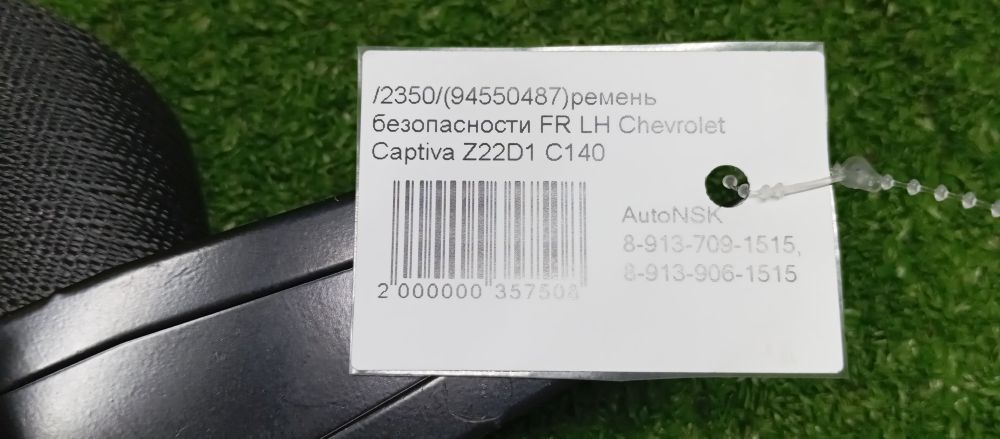 /2350/(94550487)ремень
безопасности FR LH Chevrolet
Captiva Z22D1 C140
AutoNSK
8-913-709-1515,
8-913-906-1515
2 000000 357508